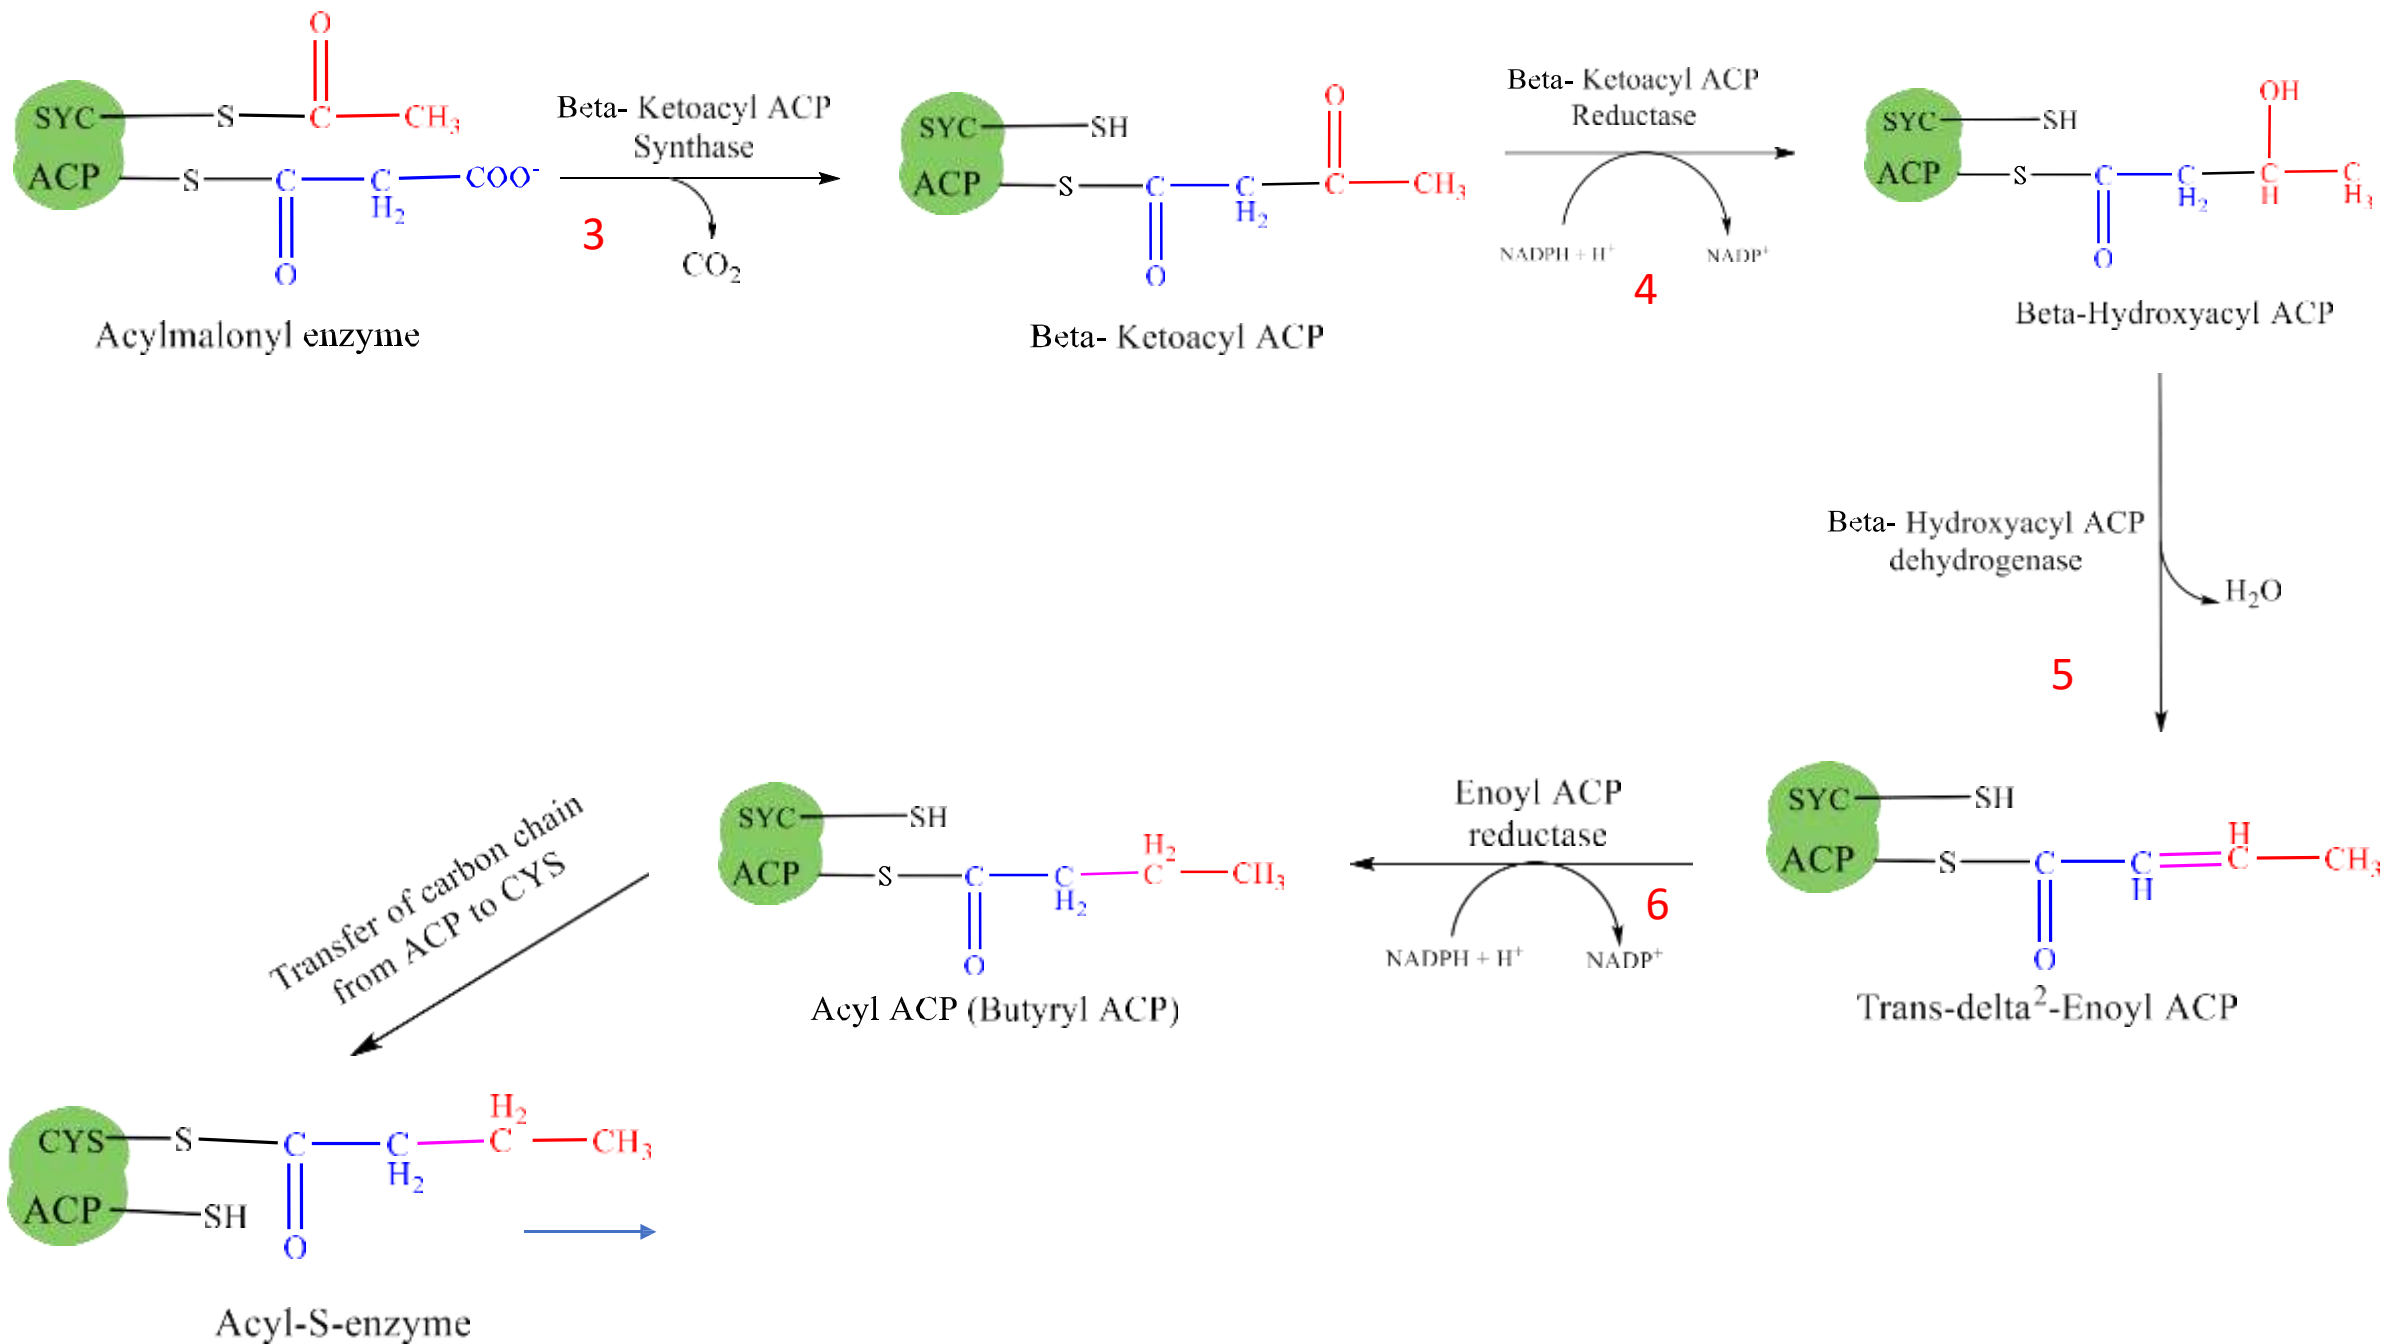 O
SYC S C CH₃
ACP S C C COO⁻
H₂
O
Acylmalonyl enzyme
Beta- Ketoacyl ACP
Synthase
3
CO₂
O
SYC SH
ACP S C C C CH₃
H₂
O
Beta- Ketoacyl ACP
Beta- Ketoacyl ACP
Reductase
NADPH + H⁺ NADP⁺
4
OH
SYC SH
ACP S C C C C
H₂ H H₃
O
Beta-Hydroxyacyl ACP
Beta- Hydroxyacyl ACP
dehydrogenase
H₂O
5
SYC SH
H
ACP S C C C CH₃
H
O
Trans-delta²-Enoyl ACP
Enoyl ACP
reductase
6
NADPH + H⁺ NADP⁺
SYC SH
H₂
ACP S C C C CH₃
H₂
O
Acyl ACP (Butyryl ACP)
Transfer of carbon chain
from ACP to CYS
H₂
CYS S C C C CH₃
H₂
ACP SH
O
Acyl-S-enzyme